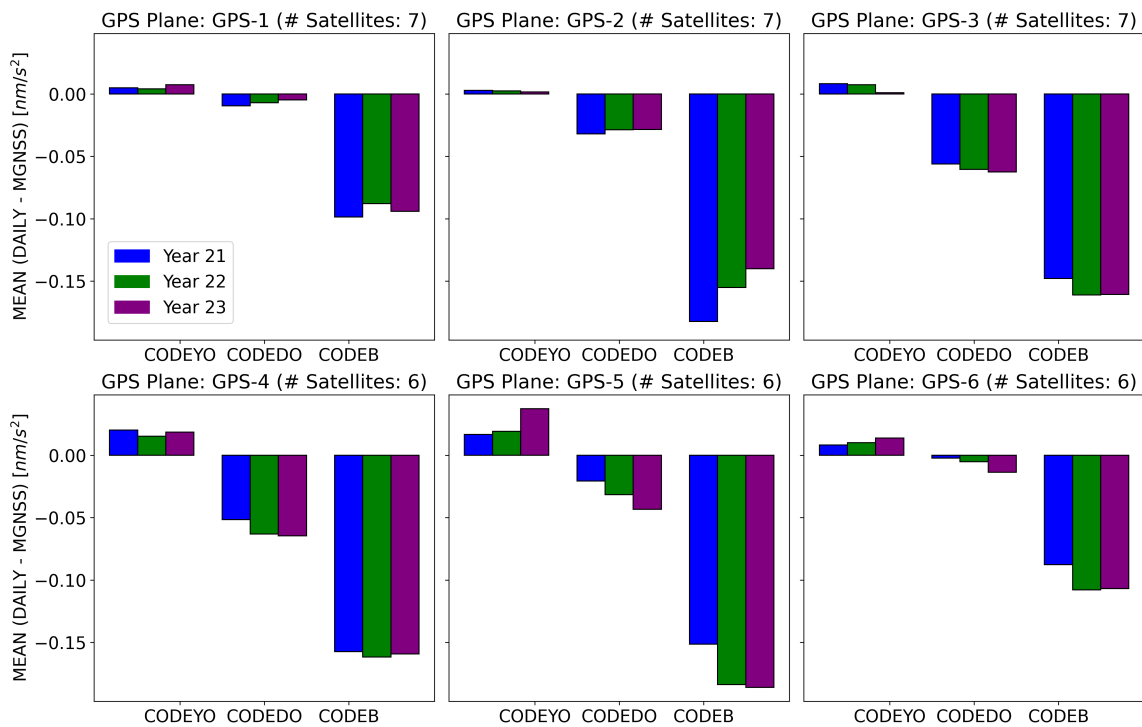 GPS Plane: GPS-1 (# Satellites: 7)
GPS Plane: GPS-2 (# Satellites: 7)
GPS Plane: GPS-3 (# Satellites: 7)
MEAN (DAILY - MGNSS) [nm/s²]
0.00
−0.05
−0.10
−0.15
Year 21
Year 22
Year 23
CODEYO CODEDO CODEB
CODEYO CODEDO CODEB
CODEYO CODEDO CODEB
GPS Plane: GPS-4 (# Satellites: 6)
GPS Plane: GPS-5 (# Satellites: 6)
GPS Plane: GPS-6 (# Satellites: 6)
MEAN (DAILY - MGNSS) [nm/s²]
0.00
−0.05
−0.10
−0.15
CODEYO CODEDO CODEB
CODEYO CODEDO CODEB
CODEYO CODEDO CODEB